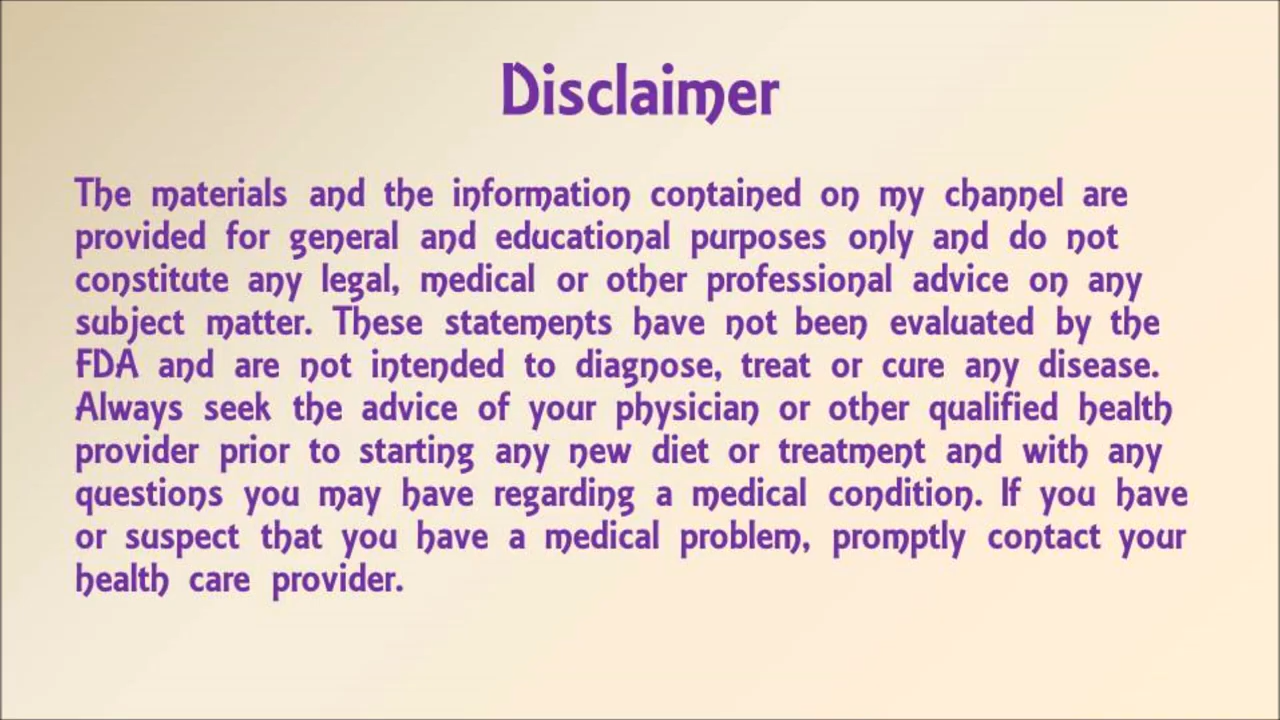 Disclaimer
The materials and the information contained on my channel are
provided for general and educational purposes only and do not
constitute any legal, medical or other professional advice on any
subject matter. These statements have not been evaluated by the
FDA and are not intended to diagnose, treat or cure any disease.
Always seek the advice of your physician or other qualified health
provider prior to starting any new diet or treatment and with any
questions you may have regarding a medical condition. If you have
or suspect that you have a medical problem, promptly contact your
health care provider.